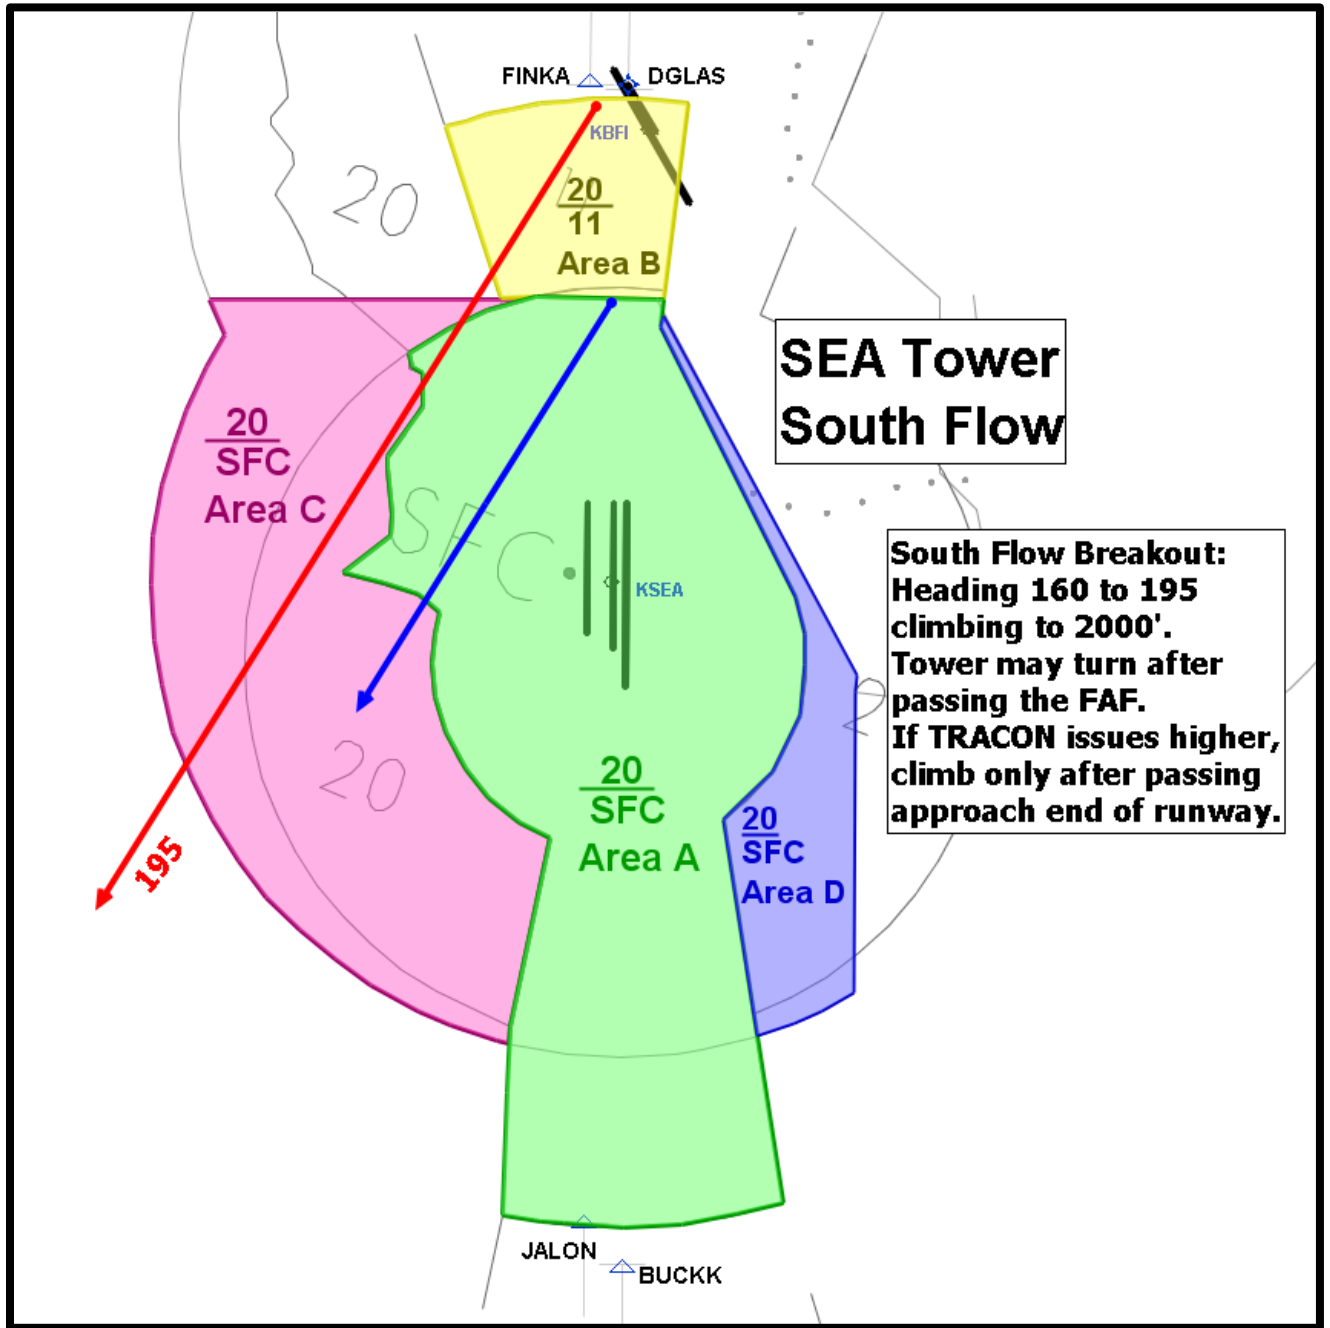 FINKA
DGLAS
KBFI
20
20
11
Area B
SEA Tower
South Flow
20
SFC
Area C
SFC
KSEA
South Flow Breakout:
Heading 160 to 195
climbing to 2000'.
Tower may turn after
passing the FAF.
If TRACON issues higher,
climb only after passing
approach end of runway.
20
20
SFC
Area A
20
SFC
Area D
195
JALON
BUCKK